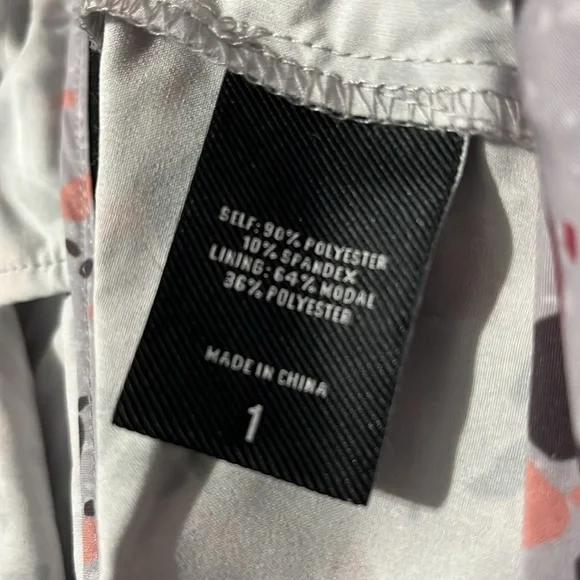 SELF: 90% POLYESTER
10% SPANDEX
LINING: 64% MODAL
36% POLYESTER
MADE IN CHINA
1